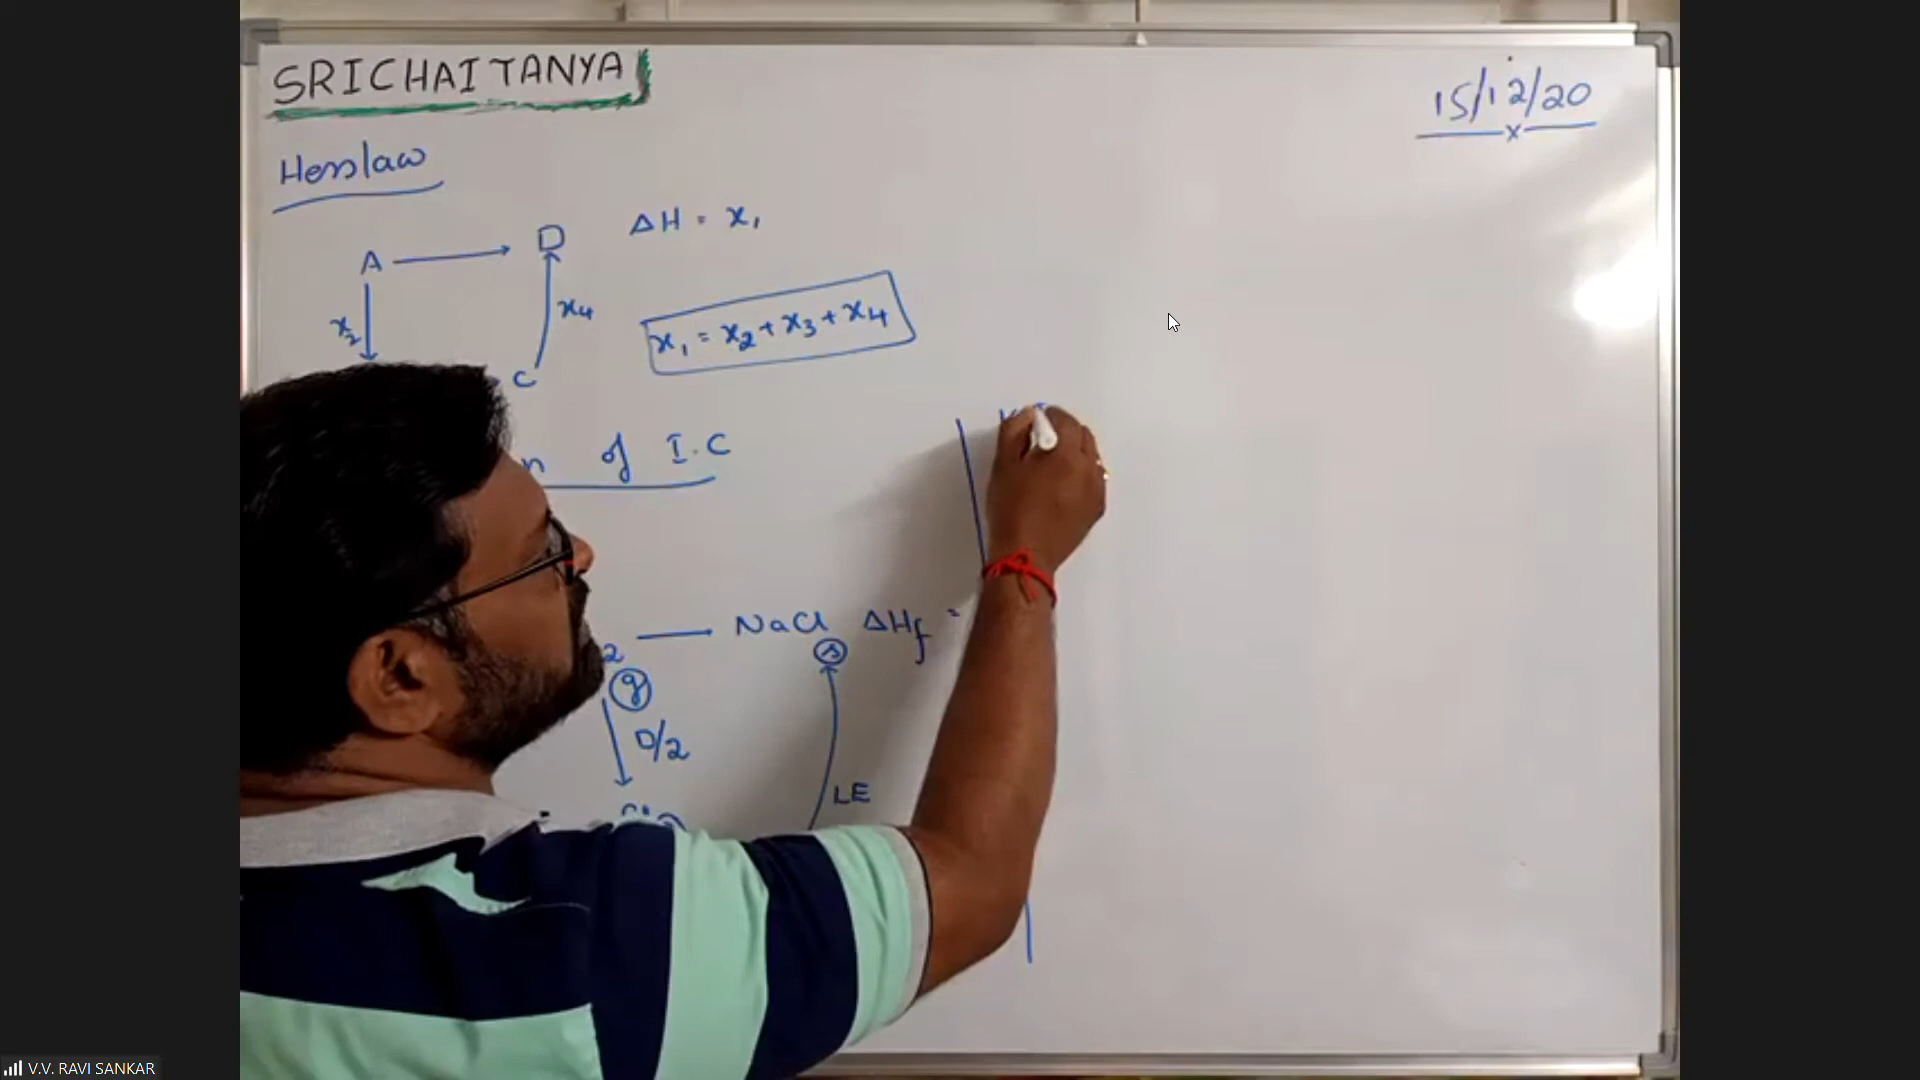 SRICHAITANYA
15/12/20
Hesslaw
A → D ΔH = x₁
x₂
x₄
x₁ = x₂ + x₃ + x₄
C
n of I.C
2 → NaCl ΔHf =
(g) (s)
D/2
LE
V.V. RAVI SANKAR